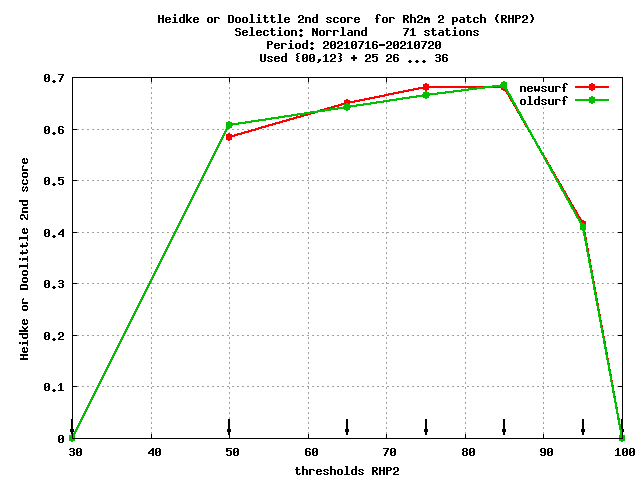 Heidke or Doolittle 2nd score  for Rh2m 2 patch (RHP2)
Selection: Norrland     71 stations
Period: 20210716-20210720
Used {00,12} + 25 26 ... 36
newsurf
oldsurf
Heidke or Doolittle 2nd score
0.7
0.6
0.5
0.4
0.3
0.2
0.1
0
30 40 50 60 70 80 90 100
thresholds RHP2